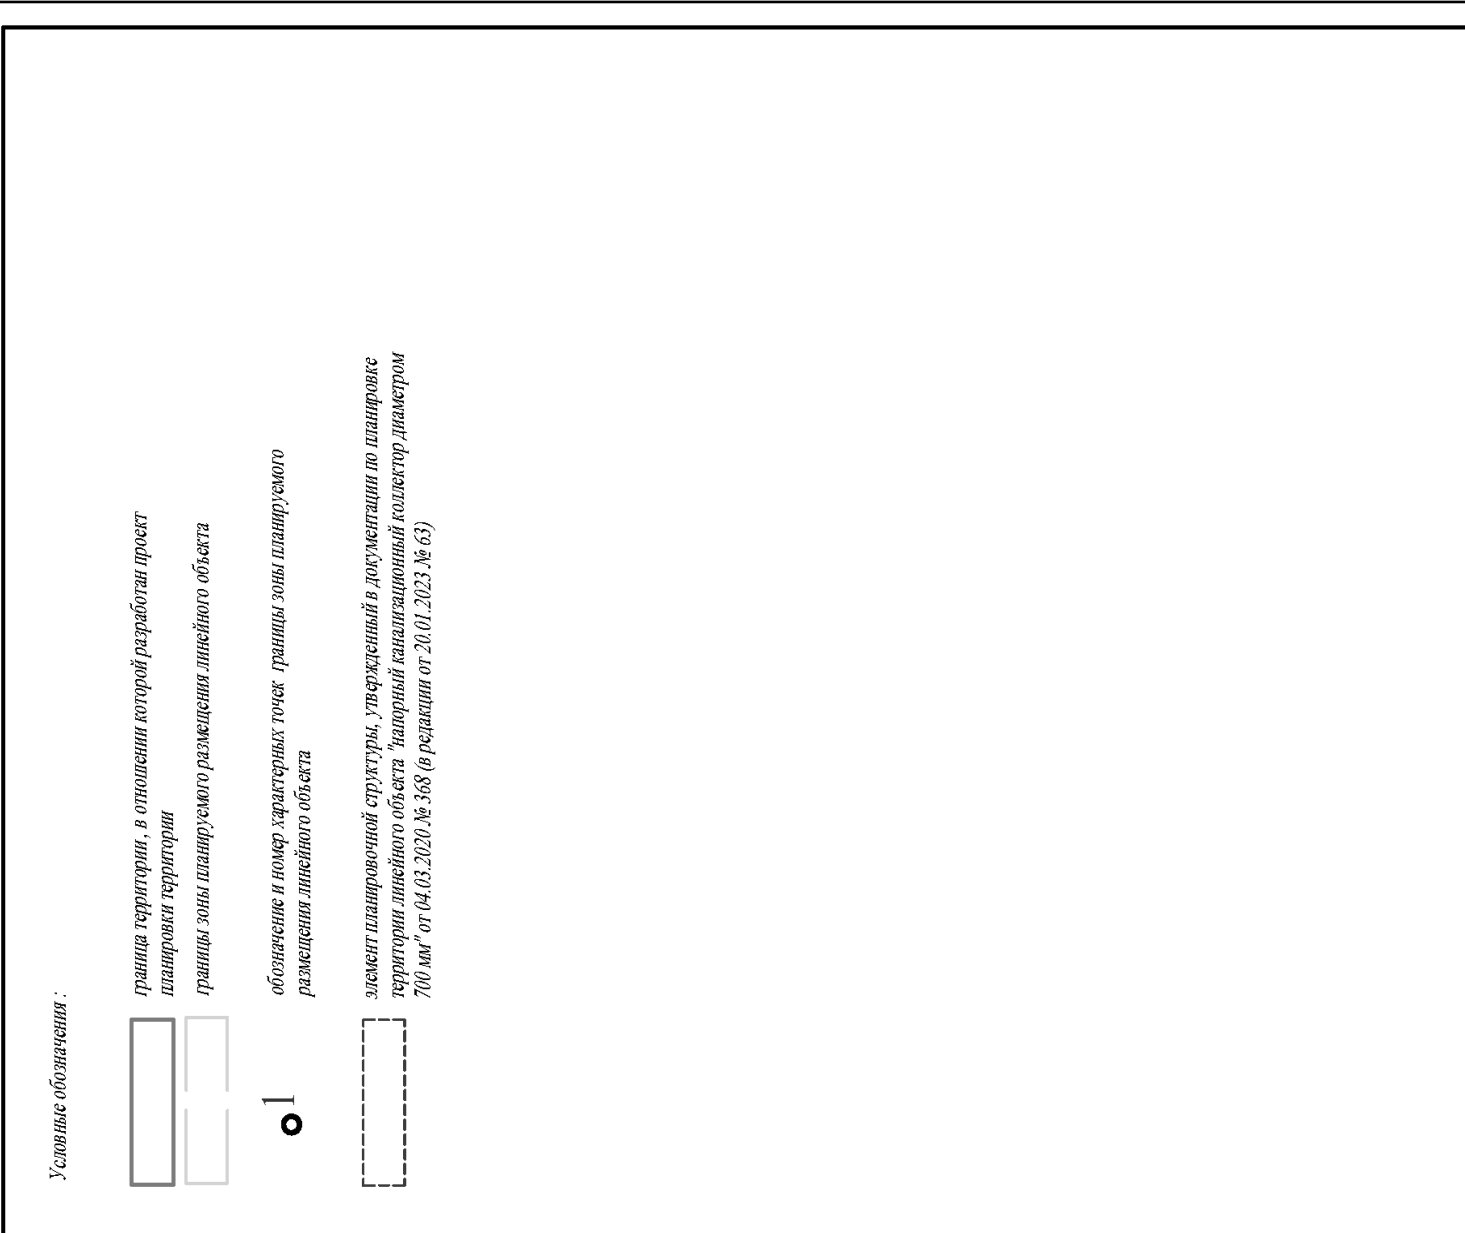 Условные обозначения :
граница территории , в отношении которой разработан проект
планировки территории
границы зоны планируемого размещения линейного объекта
1
обозначение и номер характерных точек границы зоны планируемого
размещения линейного объекта
элемент планировочной структуры, утвержденный в документации по планировке
территории линейного объекта "напорный канализационный коллектор диаметром
700 мм" от 04.03.2020 № 368 (в редакции от 20.01.2023 № 63)